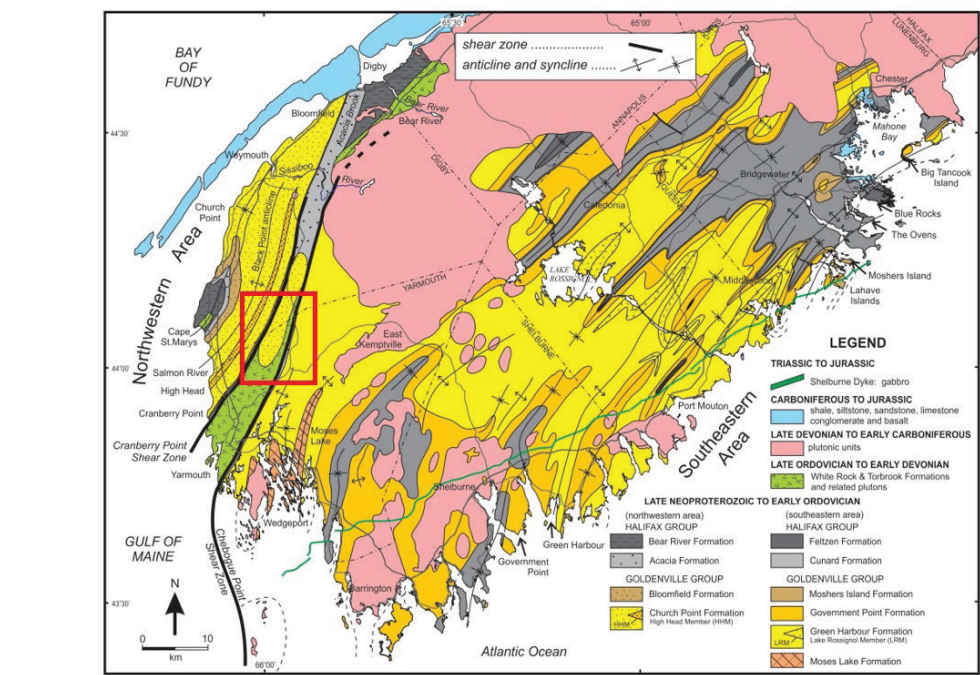 65°30'
65°00'
HALIFAX
LUNENBURG
BAY
OF
FUNDY
shear zone ......................
anticline and syncline .......
Digby
Chester
Bear River
Bear River
Bloomfield
Acacia Brook
ANNAPOLIS
44°30'
Mahone
Bay
Weymouth
Sissiboo
River
DIGBY
Big Tancook
Island
Bridgewater
QUEENS
Church
Point
Caledonia
Blue Rocks
The Ovens
Black Point anticline
Northwestern Area
LAKE
ROSSIGNOL
Moshers Island
YARMOUTH
Lahave
Islands
Cape
St.Marys
East
Kemptville
SHELBURNE
LEGEND
44°00'
Salmon River
High Head
Cranberry Point
Port Mouton
Southeastern
Area
Moses
Lake
Cranberry Point
Shear Zone
Yarmouth
Shelburne
Wedgeport
Green Harbour
GULF OF
MAINE
Cheboque Point
Shear Zone
Government
Point
N
Barrington
43°30'
0 10
km
Atlantic Ocean
66°00'
TRIASSIC TO JURASSIC
Shelburne Dyke: gabbro
CARBONIFEROUS TO JURASSIC
shale, siltstone, sandstone, limestone
conglomerate and basalt
LATE DEVONIAN TO EARLY CARBONIFEROUS
plutonic units
LATE ORDOVICIAN TO EARLY DEVONIAN
White Rock & Torbrook Formations
and related plutons
LATE NEOPROTEROZOIC TO EARLY ORDOVICIAN
(northwestern area)
HALIFAX GROUP
Bear River Formation
Acacia Formation
GOLDENVILLE GROUP
Bloomfield Formation
HHM
Church Point Formation
High Head Member (HHM)
(southeastern area)
HALIFAX GROUP
Feltzen Formation
Cunard Formation
GOLDENVILLE GROUP
Moshers Island Formation
Government Point Formation
LRM
Green Harbour Formation
Lake Rossignol Member (LRM)
Moses Lake Formation